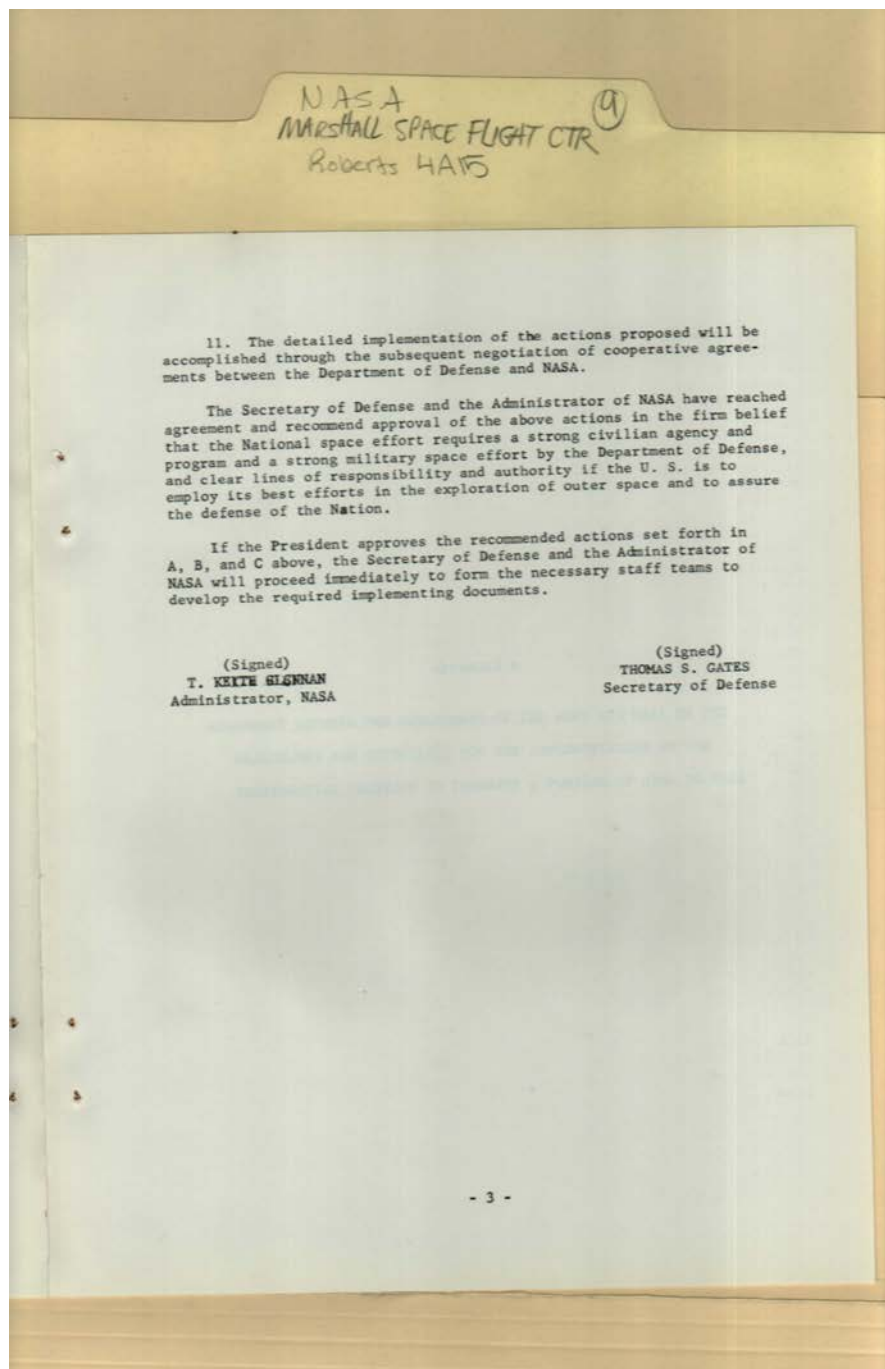 NASA
9
MARSHALL SPACE FLIGHT CTR
Roberts
11. The detailed implementation of the actions proposed will be
accomplished through the subsequent negotiation of cooperative agree-
ments between the Department of Defense and NASA.
The Secretary of Defense and the Administrator of NASA have reached
agreement and recommend approval of the above actions in the firm belief
that the National space effort requires a strong civilian agency and
program and a strong military space effort by the Department of Defense,
and clear lines of responsibility and authority if the U. S. is to
employ its best efforts in the exploration of outer space and to assure
the defense of the Nation.
If the President approves the recommended actions set forth in
A, B, and C above, the Secretary of Defense and the Administrator of
NASA will proceed immediately to form the necessary staff teams to
develop the required implementing documents.
(Signed)
T. KEITH GLENNAN
Administrator, NASA
(Signed)
THOMAS S. GATES
Secretary of Defense
- 3 -